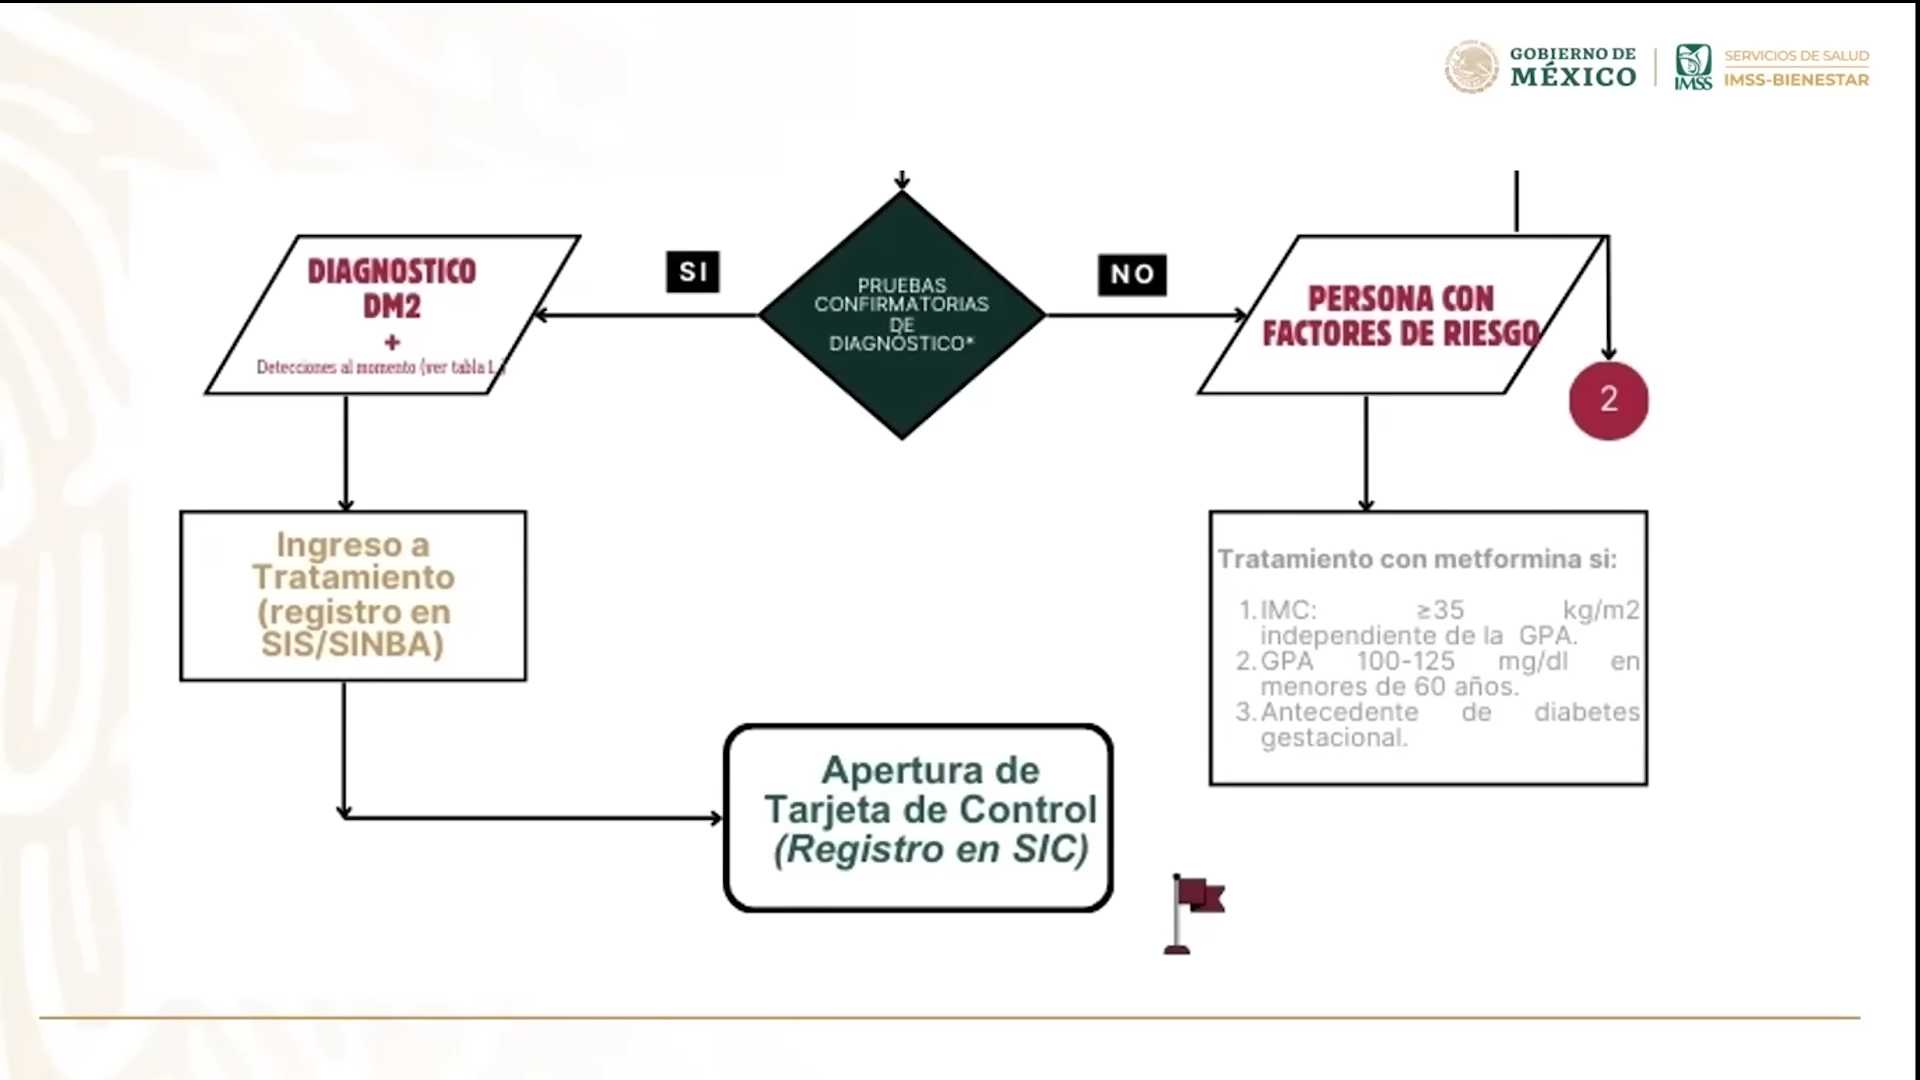 GOBIERNO DE
MÉXICO
IMSS
SERVICIOS DE SALUD
IMSS-BIENESTAR
DIAGNOSTICO
DM2
+
Detecciones al momento (ver tabla 1.)
SI
PRUEBAS
CONFIRMATORIAS
DE
DIAGNÓSTICO*
NO
PERSONA CON
FACTORES DE RIESGO
2
Ingreso a
Tratamiento
(registro en
SIS/SINBA)
Tratamiento con metformina si:
1. IMC: ≥35 kg/m2
independiente de la GPA.
2. GPA 100-125 mg/dl en
menores de 60 años.
3. Antecedente de diabetes
gestacional.
Apertura de
Tarjeta de Control
(Registro en SIC)